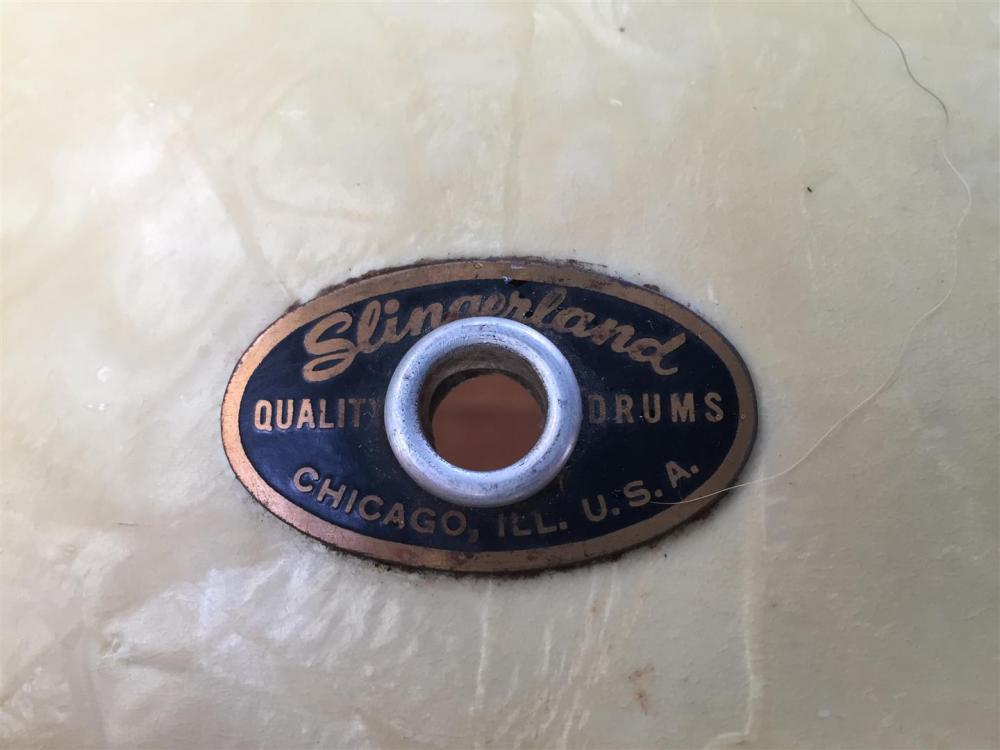 Slingerland
QUALITY DRUMS
CHICAGO, ILL. U.S.A.